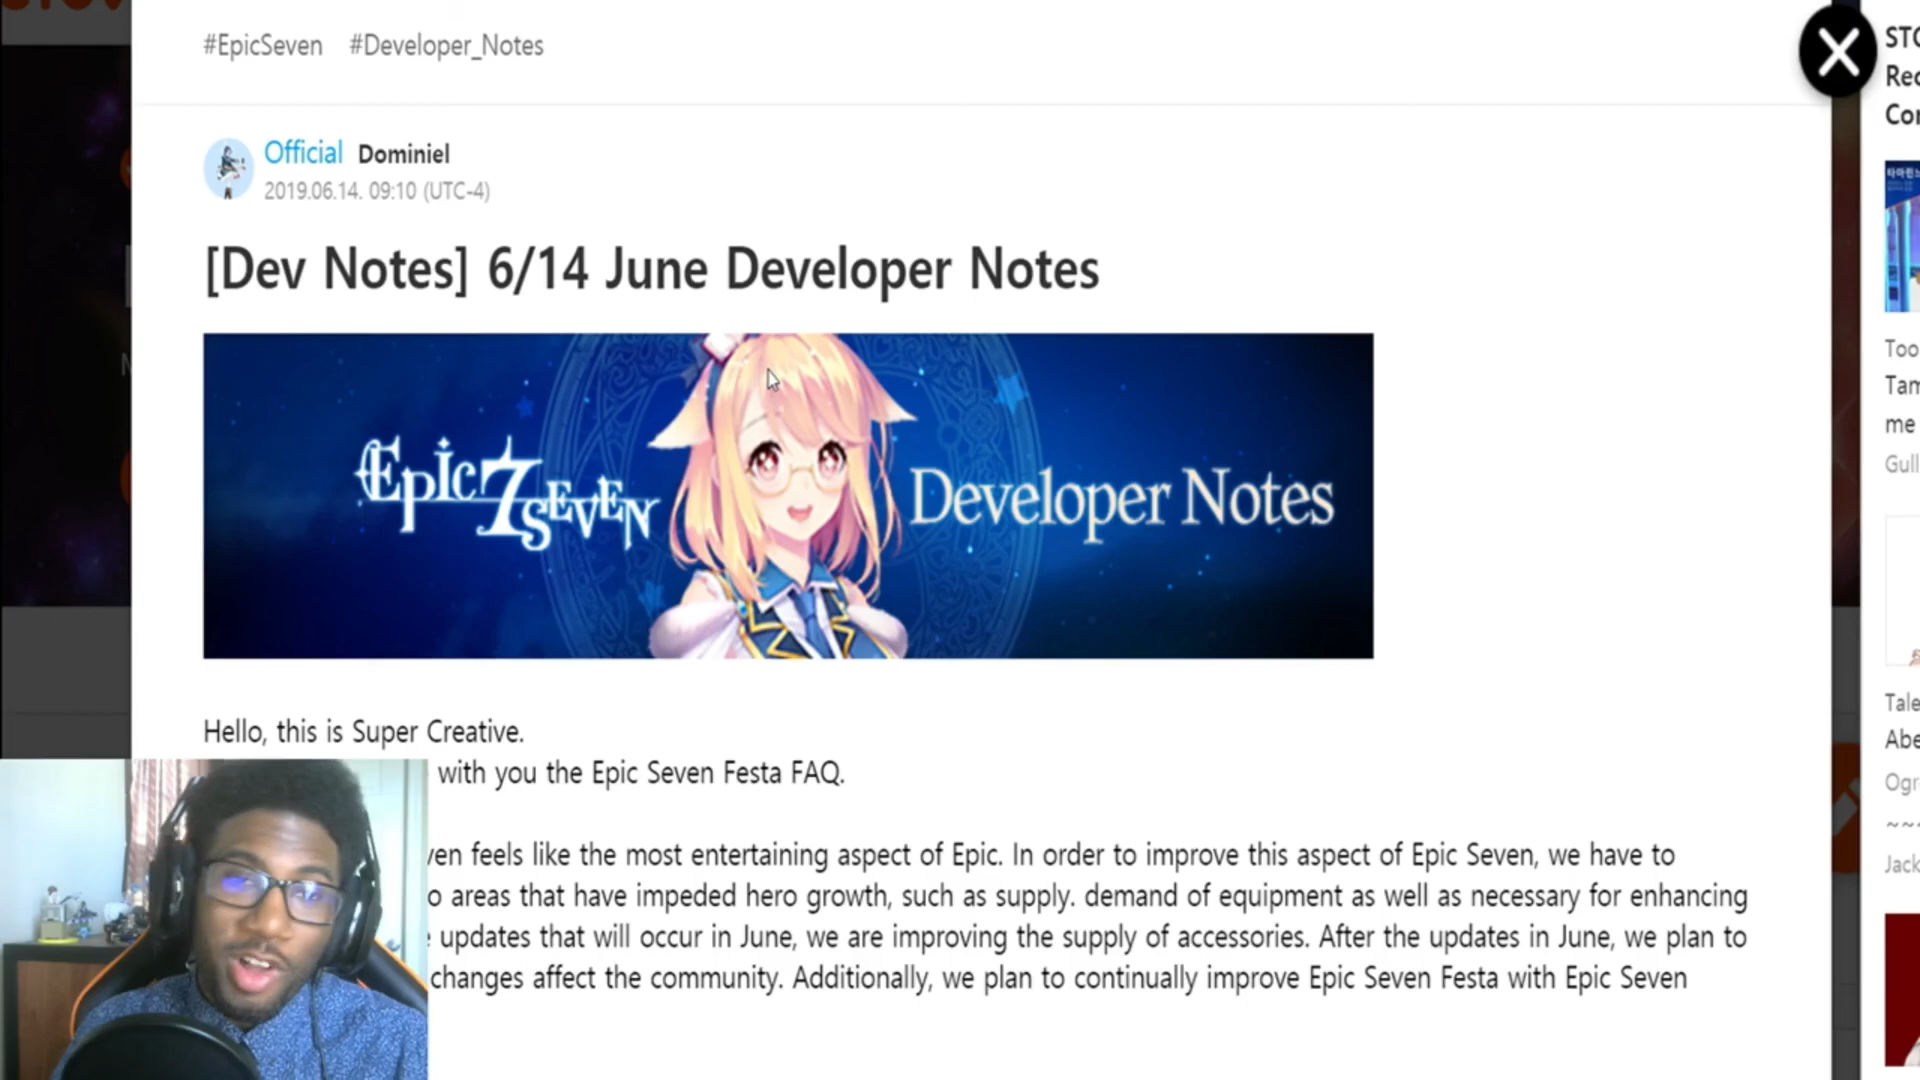 #EpicSeven #Developer_Notes
Official Dominiel
2019.06.14. 09:10 (UTC-4)
[Dev Notes] 6/14 June Developer Notes
Epic7 SEVEN Developer Notes
Hello, this is Super Creative.
with you the Epic Seven Festa FAQ.
feels like the most entertaining aspect of Epic. In order to improve this aspect of Epic Seven, we have to
areas that have impeded hero growth, such as supply. demand of equipment as well as necessary for enhancing
updates that will occur in June, we are improving the supply of accessories. After the updates in June, we plan to
changes affect the community. Additionally, we plan to continually improve Epic Seven Festa with Epic Seven
me